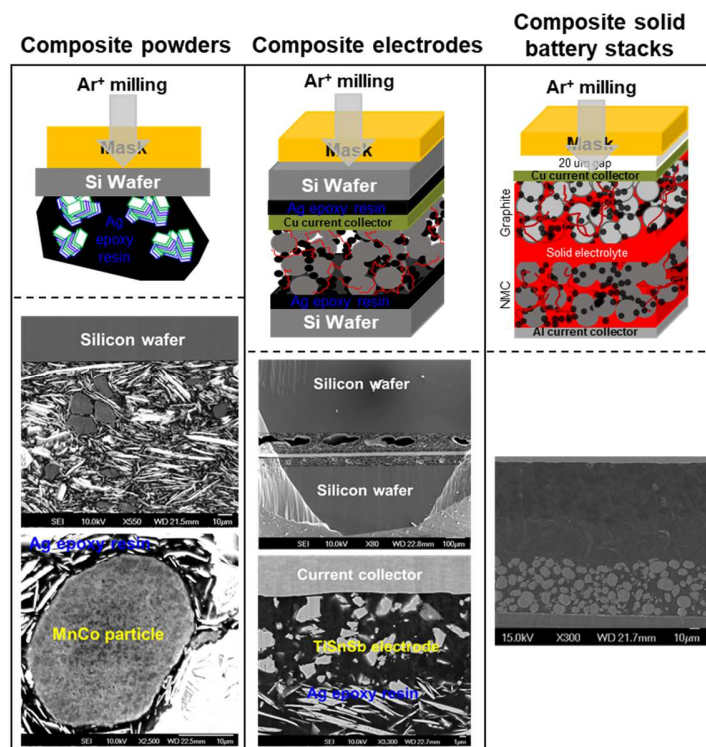 Composite powders
Composite electrodes
Composite solid
battery stacks
Ar+ milling
Mask
Si Wafer
Ag
epoxy
resin
Ar+ milling
Mask
Si Wafer
Ag epoxy resin
Cu current collector
Ag epoxy resin
Si Wafer
Ar+ milling
Mask
20 um gap
Cu current collector
Graphite
Solid electrolyte
NMC
Al current collector
Silicon wafer
SEI 10.0kV X550 WD 21.5mm 10µm
Ag epoxy resin
MnCo particle
SEI 10.0kV X2,500 WD 22.5mm 10µm
Silicon wafer
Silicon wafer
SEI 10.0kV X80 WD 22.8mm 100µm
Current collector
TiSnSb electrode
Ag epoxy resin
SEI 10.0kV X3,300 WD 22.7mm 1µm
15.0kV X300 WD 21.7mm 10µm